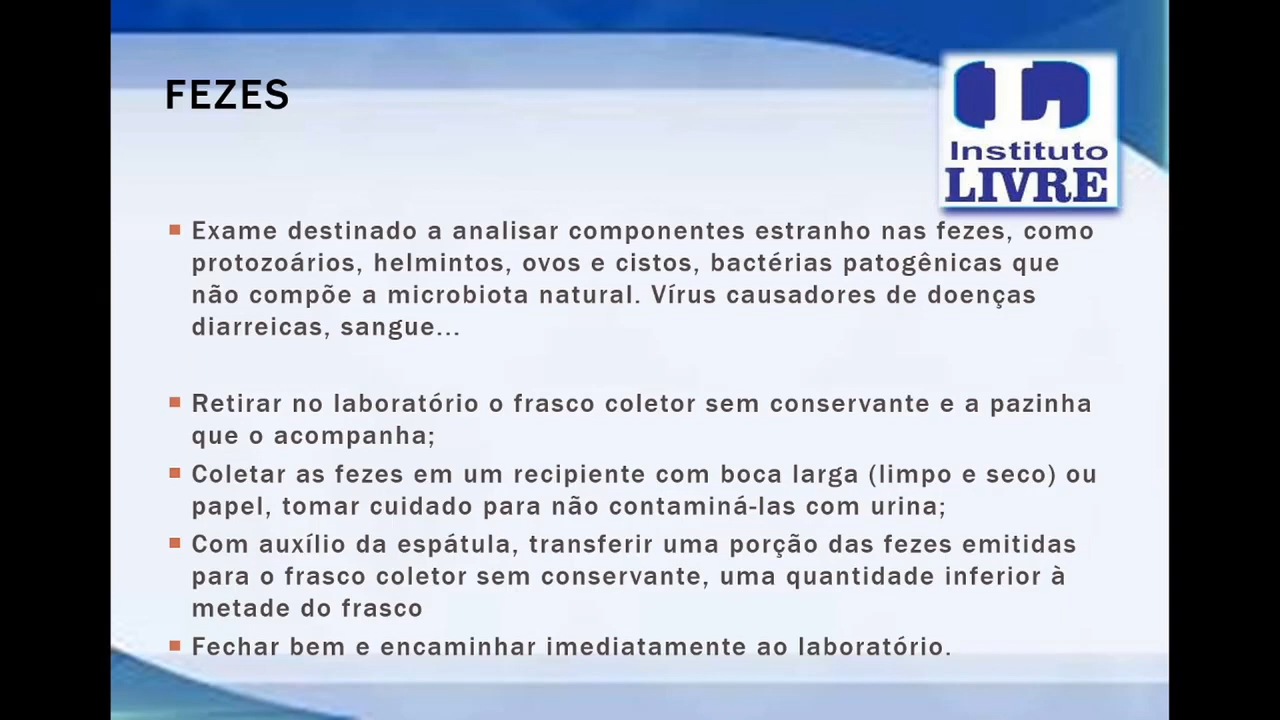 FEZES
Instituto
LIVRE
Exame destinado a analisar componentes estranho nas fezes, como
protozoários, helmintos, ovos e cistos, bactérias patogênicas que
não compõe a microbiota natural. Vírus causadores de doenças
diarreicas, sangue...
Retirar no laboratório o frasco coletor sem conservante e a pazinha
que o acompanha;
Coletar as fezes em um recipiente com boca larga (limpo e seco) ou
papel, tomar cuidado para não contaminá-las com urina;
Com auxílio da espátula, transferir uma porção das fezes emitidas
para o frasco coletor sem conservante, uma quantidade inferior à
metade do frasco
Fechar bem e encaminhar imediatamente ao laboratório.